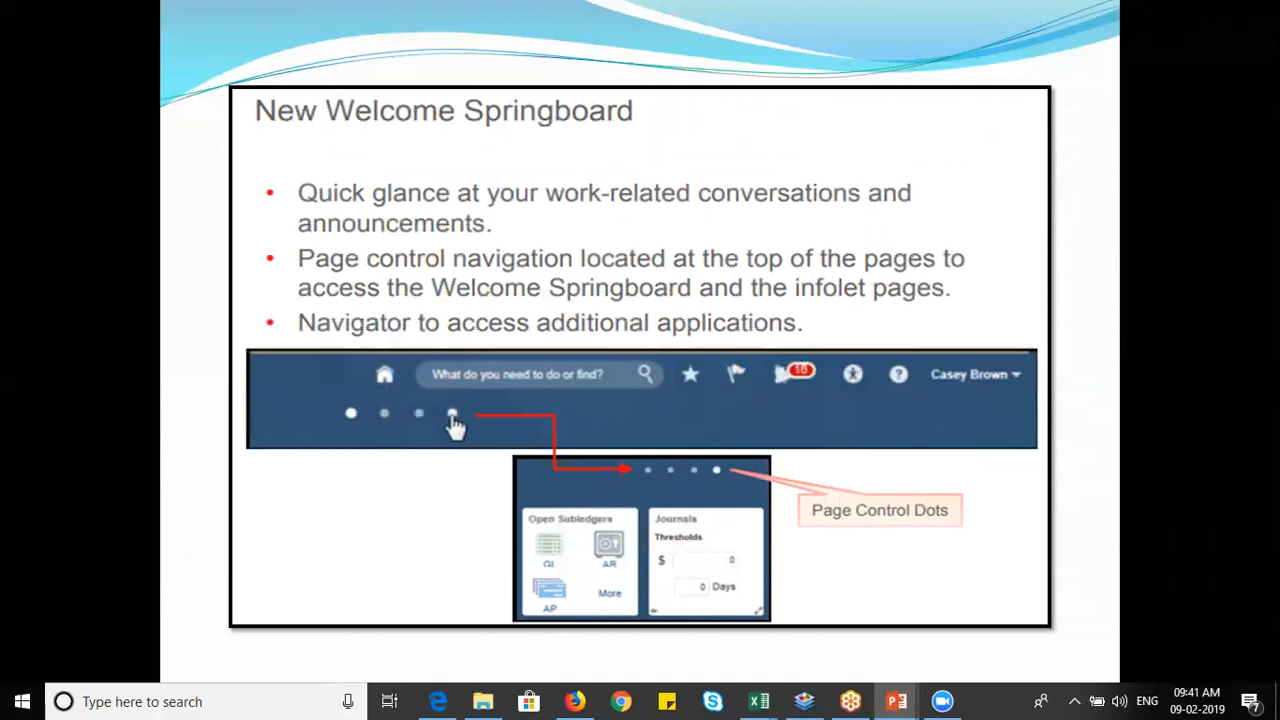 New Welcome Springboard
• Quick glance at your work-related conversations and
announcements.
• Page control navigation located at the top of the pages to
access the Welcome Springboard and the infolet pages.
• Navigator to access additional applications.
What do you need to do or find?
16
Casey Brown
Page Control Dots
Open Subledgers
GL
AR
AP
More
Journals
Thresholds
$ 0
0 Days
Type here to search
ENG
09:41 AM
09-02-2019
7